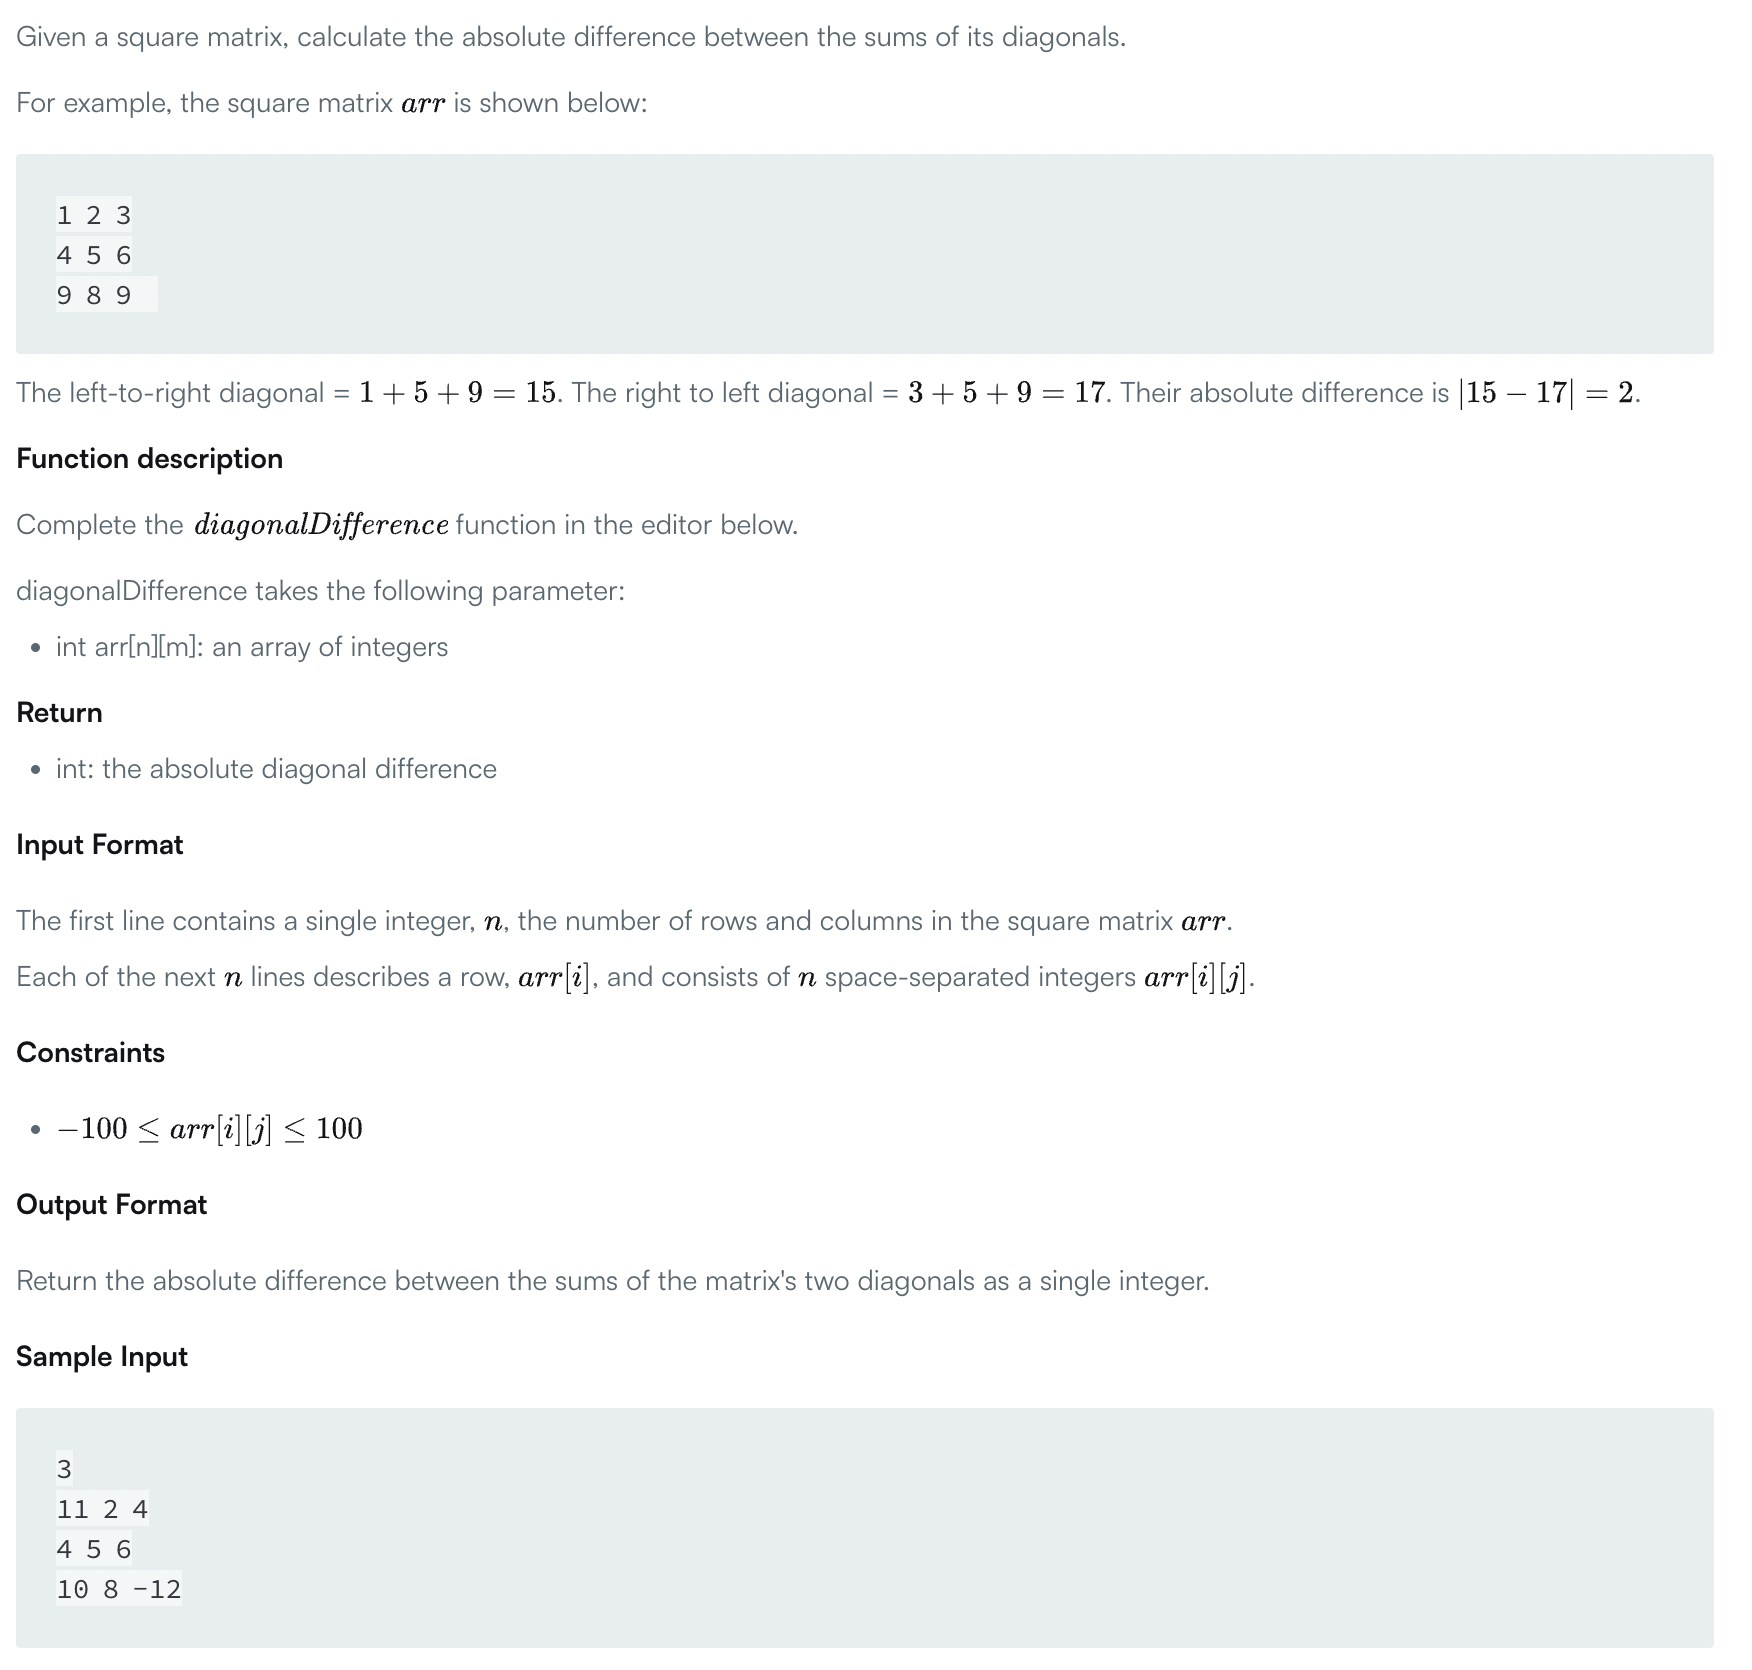 Given a square matrix, calculate the absolute difference between the sums of its diagonals.
For example, the square matrix arr is shown below:
1 2 3
4 5 6
9 8 9
The left-to-right diagonal = 1 + 5 + 9 = 15. The right to left diagonal = 3 + 5 + 9 = 17. Their absolute difference is |15 − 17| = 2.
Function description
Complete the diagonalDifference function in the editor below.
diagonalDifference takes the following parameter:
• int arr[n][m]: an array of integers
Return
• int: the absolute diagonal difference
Input Format
The first line contains a single integer, n, the number of rows and columns in the square matrix arr.
Each of the next n lines describes a row, arr[i], and consists of n space-separated integers arr[i][j].
Constraints
• −100 ≤ arr[i][j] ≤ 100
Output Format
Return the absolute difference between the sums of the matrix's two diagonals as a single integer.
Sample Input
3
11 2 4
4 5 6
10 8 -12